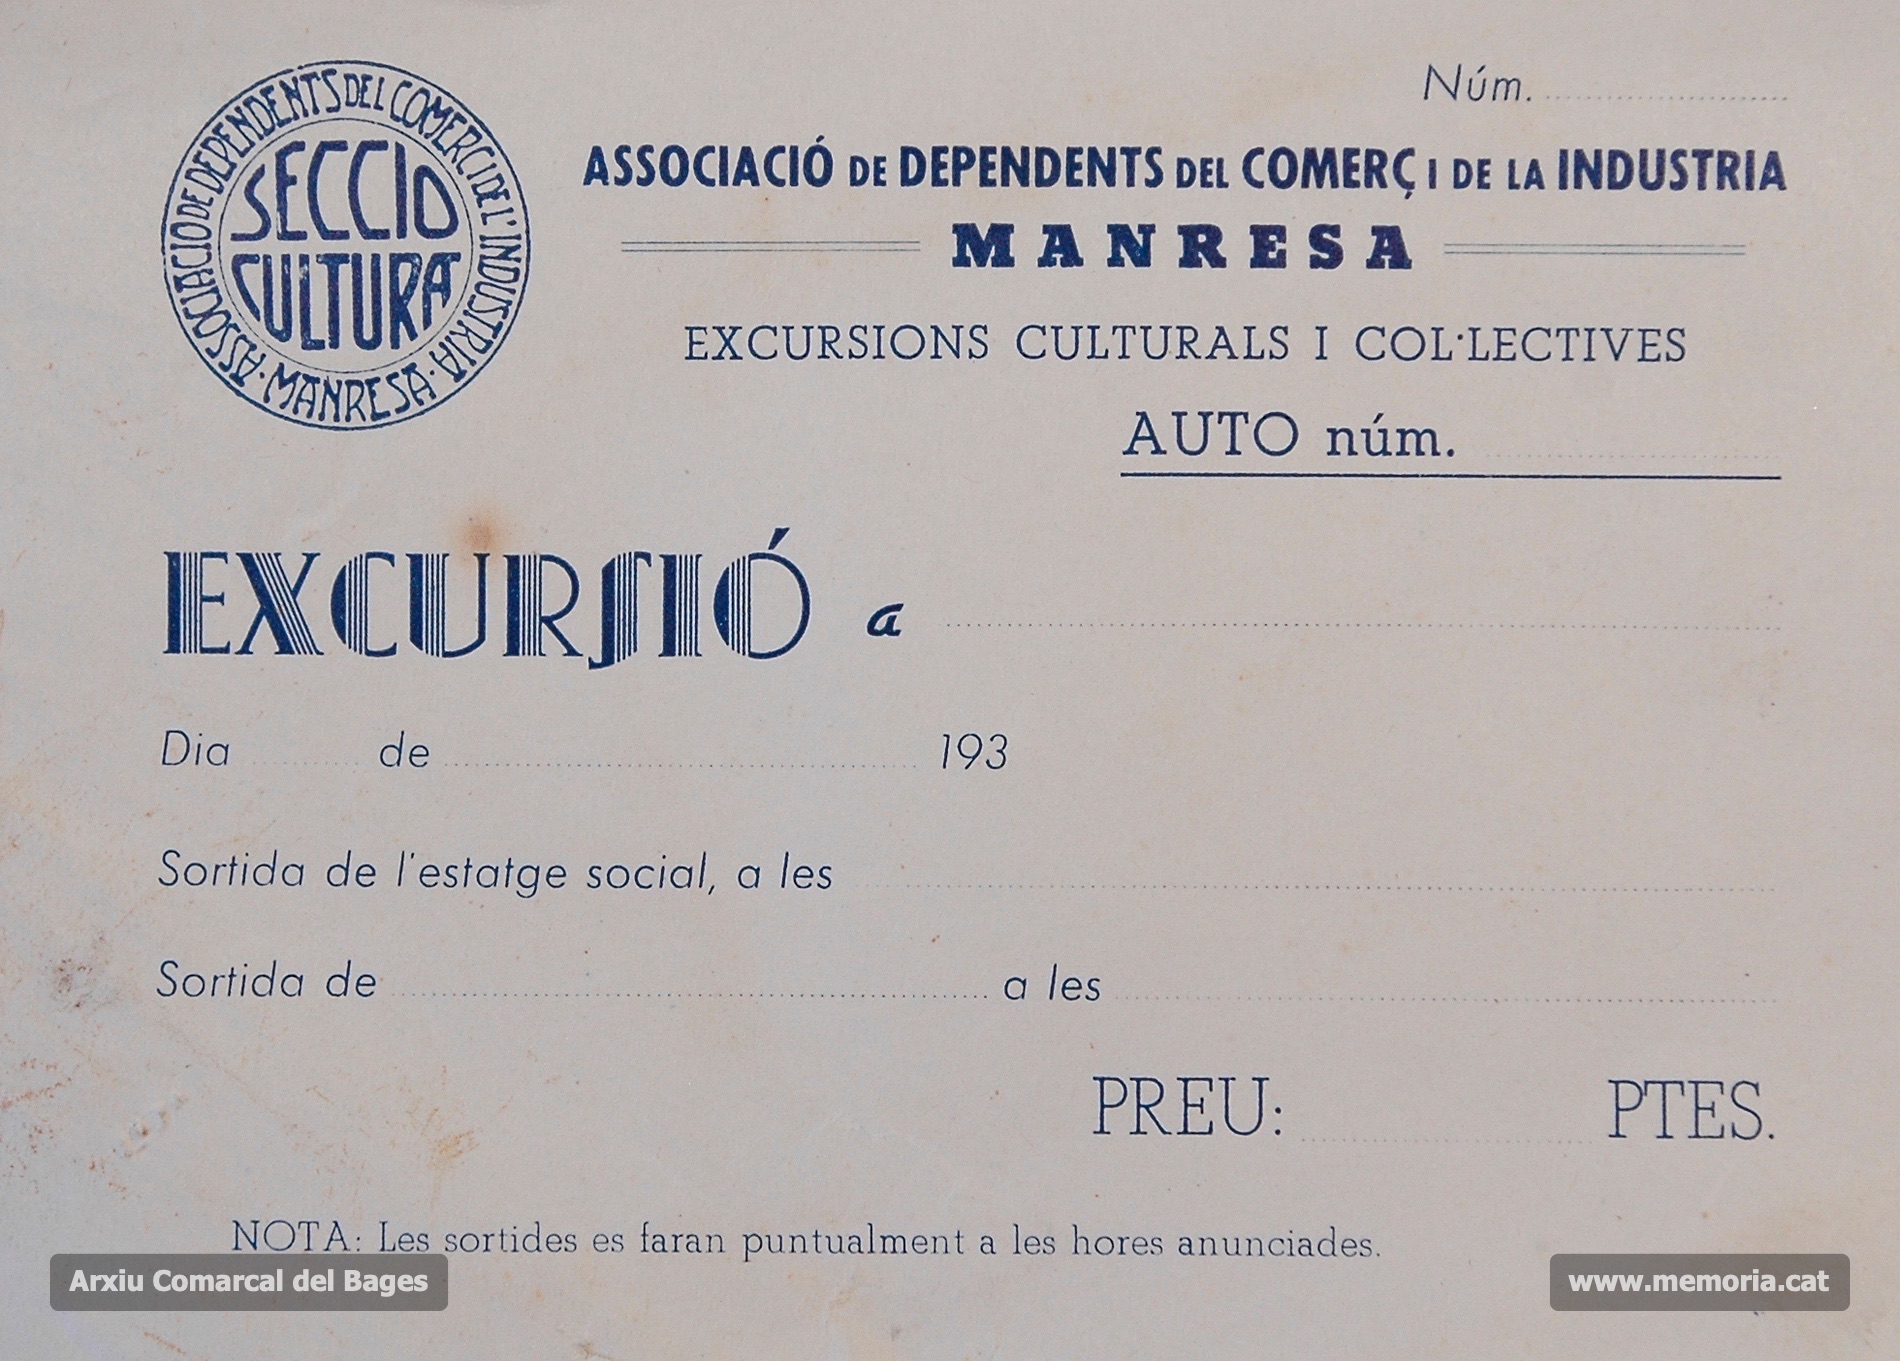 Núm.
ASSOCIACIO DE DEPENDENTS DEL COMERÇ I DE L'INDUSTRIA · MANRESA ·
SECCIO
CULTURA
ASSOCIACIÓ DE DEPENDENTS DEL COMERÇ I DE LA INDUSTRIA
MANRESA
EXCURSIONS CULTURALS I COL·LECTIVES
AUTO núm.
EXCURSIÓ a
Dia de 193
Sortida de l'estatge social, a les
Sortida de a les
PREU: PTES.
NOTA: Les sortides es faran puntualment a les hores anunciades.
Arxiu Comarcal del Bages
www.memoria.cat